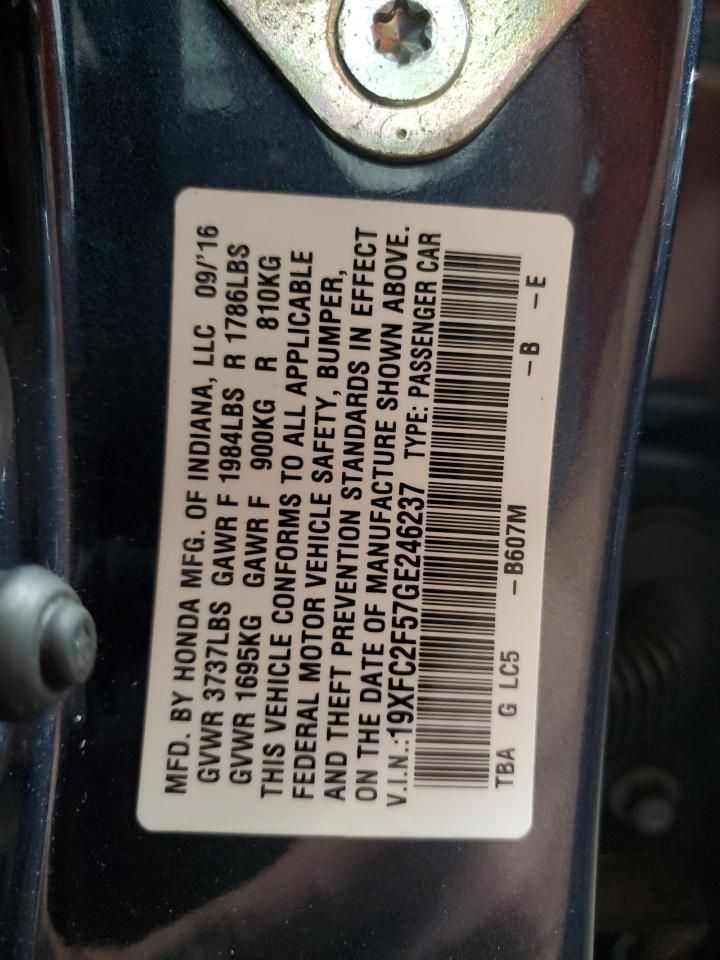 MFD. BY HONDA MFG. OF INDIANA, LLC 09/'16
GVWR 3737LBS GAWR F 1984LBS R 1786LBS
GVWR 1695KG GAWR F 900KG R 810KG
THIS VEHICLE CONFORMS TO ALL APPLICABLE
FEDERAL MOTOR VEHICLE SAFETY, BUMPER,
AND THEFT PREVENTION STANDARDS IN EFFECT
ON THE DATE OF MANUFACTURE SHOWN ABOVE.
V.I.N.:19XFC2F57GE246237 TYPE: PASSENGER CAR
TBA G LC5 -B607M -B -E